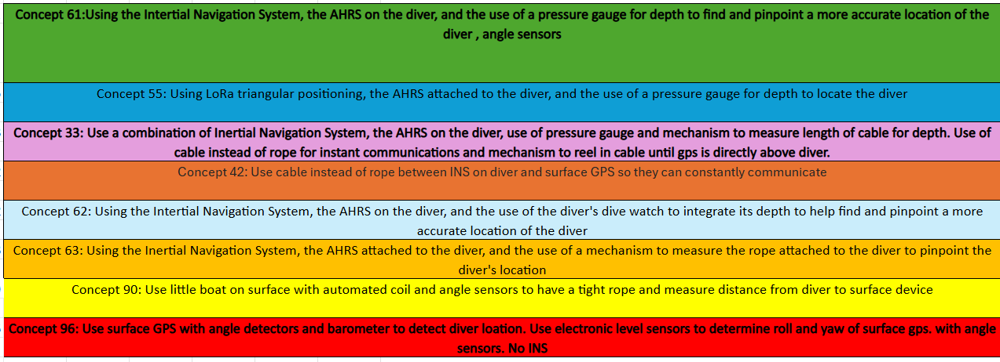 Concept 61:Using the Intertial Navigation System, the AHRS on the diver, and the use of a pressure gauge for depth to find and pinpoint a more accurate location of the
diver , angle sensors
Concept 55: Using LoRa triangular positioning, the AHRS attached to the diver, and the use of a pressure gauge for depth to locate the diver
Concept 33: Use a combination of Inertial Navigation System, the AHRS on the diver, use of pressure gauge and mechanism to measure length of cable for depth. Use of
cable instead of rope for instant communications and mechanism to reel in cable until gps is directly above diver.
Concept 42: Use cable instead of rope between INS on diver and surface GPS so they can constantly communicate
Concept 62: Using the Intertial Navigation System, the AHRS on the diver, and the use of the diver's dive watch to integrate its depth to help find and pinpoint a more
accurate location of the diver
Concept 63: Using the Inertial Navigation System, the AHRS attached to the diver, and the use of a mechanism to measure the rope attached to the diver to pinpoint the
diver's location
Concept 90: Use little boat on surface with automated coil and angle sensors to have a tight rope and measure distance from diver to surface device
Concept 96: Use surface GPS with angle detectors and barometer to detect diver loation. Use electronic level sensors to determine roll and yaw of surface gps. with angle
sensors. No INS